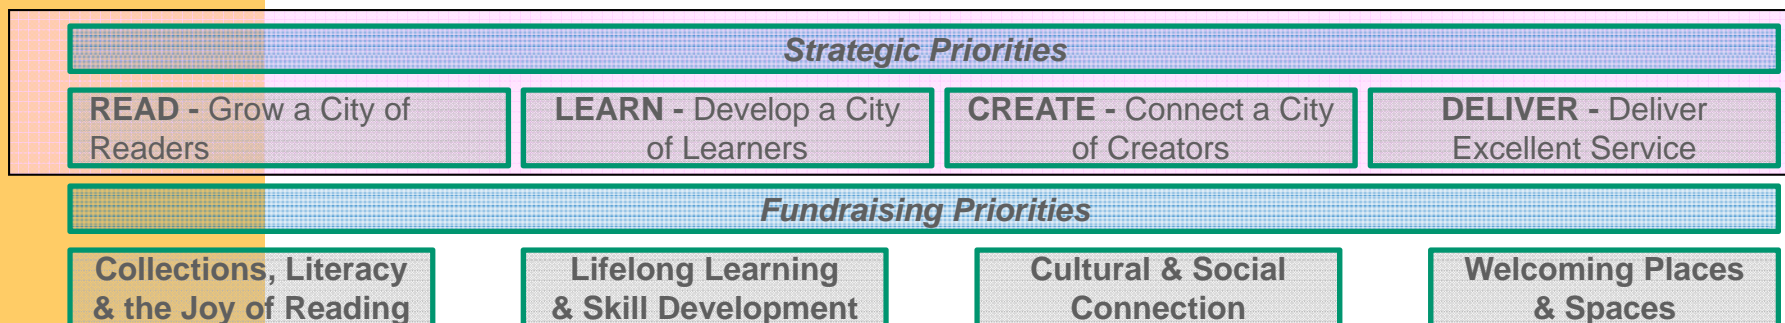 Strategic Priorities
READ - Grow a City of
Readers
LEARN - Develop a City
of Learners
CREATE - Connect a City
of Creators
DELIVER - Deliver
Excellent Service
Fundraising Priorities
Collections, Literacy
& the Joy of Reading
Lifelong Learning
& Skill Development
Cultural & Social
Connection
Welcoming Places
& Spaces